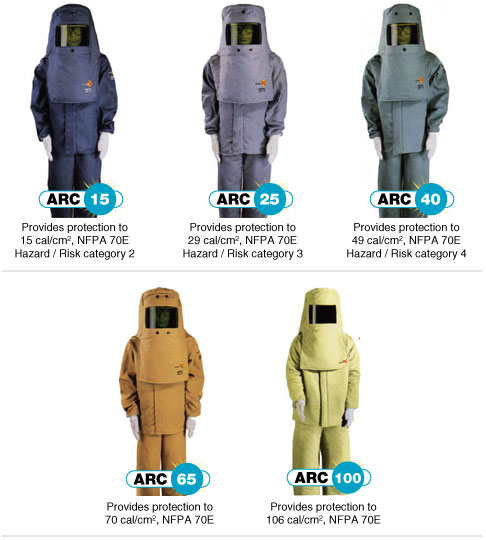 ARC 15
Provides protection to
15 cal/cm², NFPA 70E
Hazard / Risk category 2
ARC 25
Provides protection to
29 cal/cm², NFPA 70E
Hazard / Risk category 3
ARC 40
Provides protection to
49 cal/cm², NFPA 70E
Hazard / Risk category 4
ARC 65
Provides protection to
70 cal/cm², NFPA 70E
ARC 100
Provides protection to
106 cal/cm², NFPA 70E